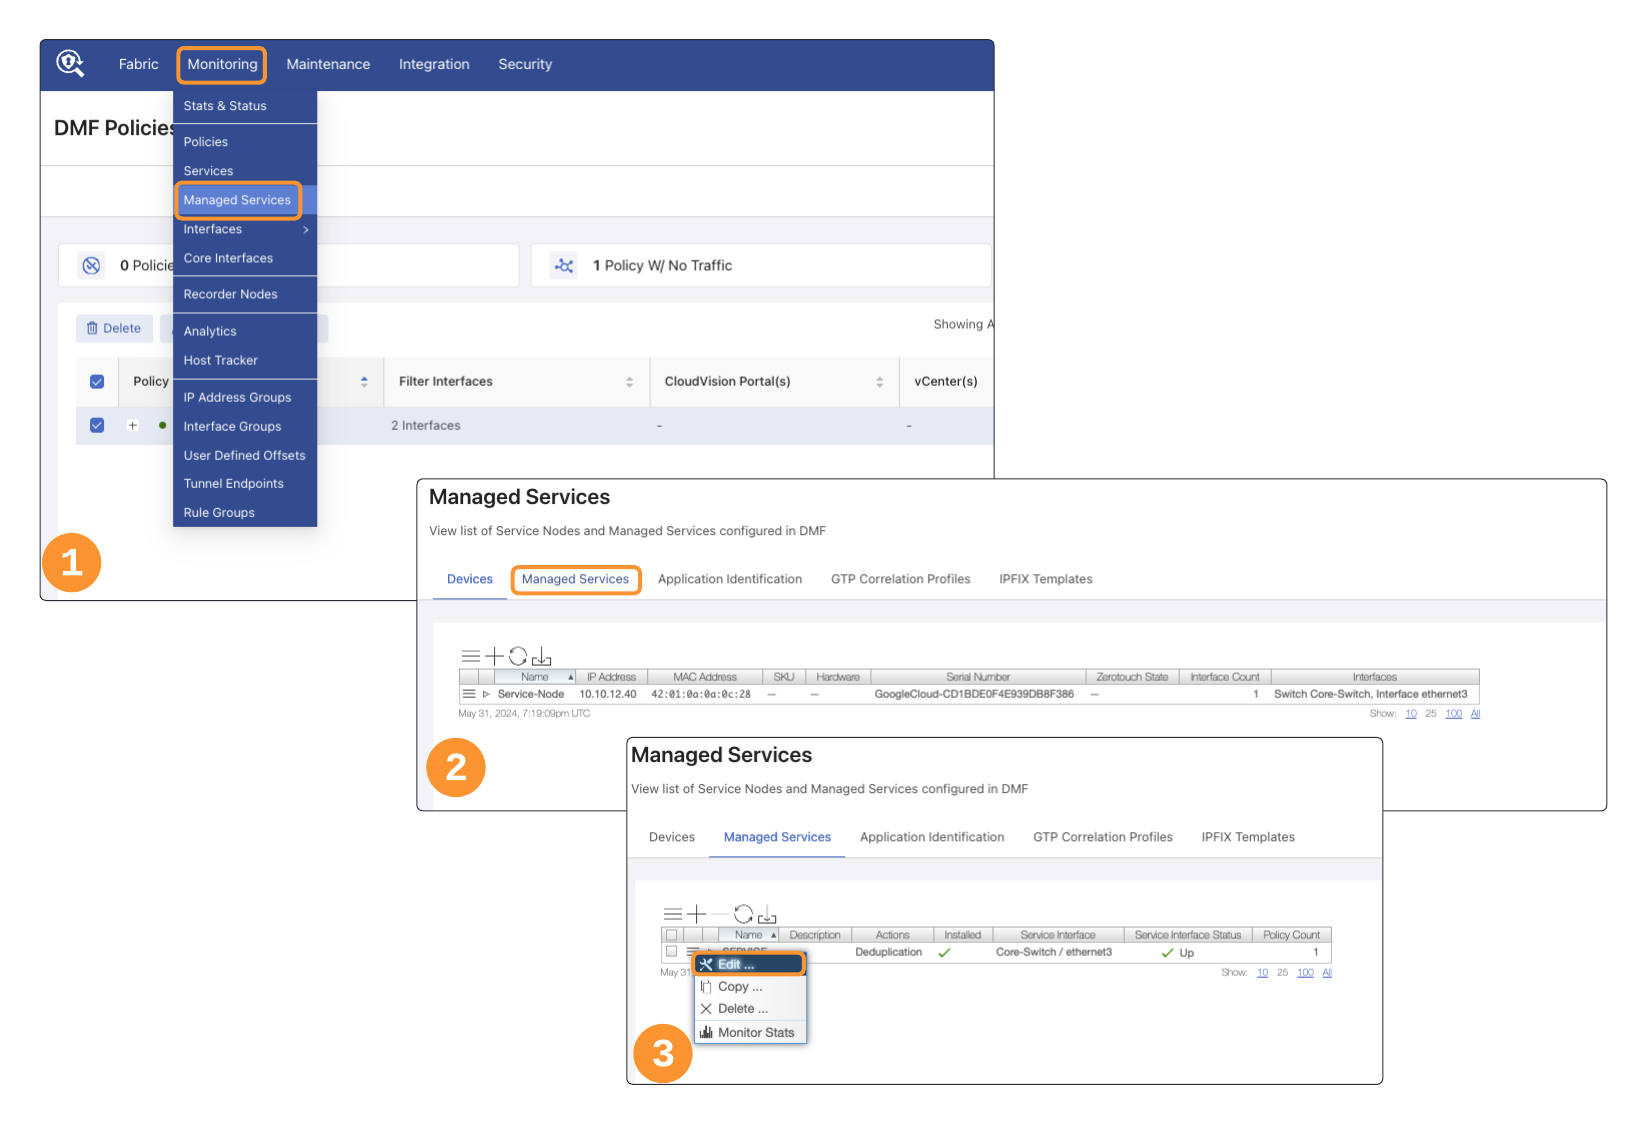 Fabric Monitoring Maintenance Integration Security
Stats & Status
DMF Policies
Policies
Services
Managed Services
Interfaces >
Core Interfaces
0 Policie
1 Policy W/ No Traffic
Recorder Nodes
Analytics
Host Tracker
Delete
Showing A
Policy Filter Interfaces CloudVision Portal(s) vCenter(s)
IP Address Groups
Interface Groups
2 Interfaces - -
User Defined Offsets
Tunnel Endpoints
Rule Groups
1
Managed Services
View list of Service Nodes and Managed Services configured in DMF
Devices Managed Services Application Identification GTP Correlation Profiles IPFIX Templates
Name IP Address MAC Address SKU Hardware Serial Number Zerotouch State Interface Count Interfaces
Service-Node 10.10.12.40 42:01:0a:0a:0c:28 — — GoogleCloud-CD1BDE0F4E939DB8F386 — 1 Switch Core-Switch, Interface ethernet3
May 31, 2024, 7:19:09pm UTC Show: 10 25 100 All
2
Managed Services
View list of Service Nodes and Managed Services configured in DMF
Devices Managed Services Application Identification GTP Correlation Profiles IPFIX Templates
Name Description Actions Installed Service Interface Service Interface Status Policy Count
SERVICE Deduplication Core-Switch / ethernet3 Up 1
May 31 Show: 10 25 100 All
Edit ...
Copy ...
Delete ...
Monitor Stats
3